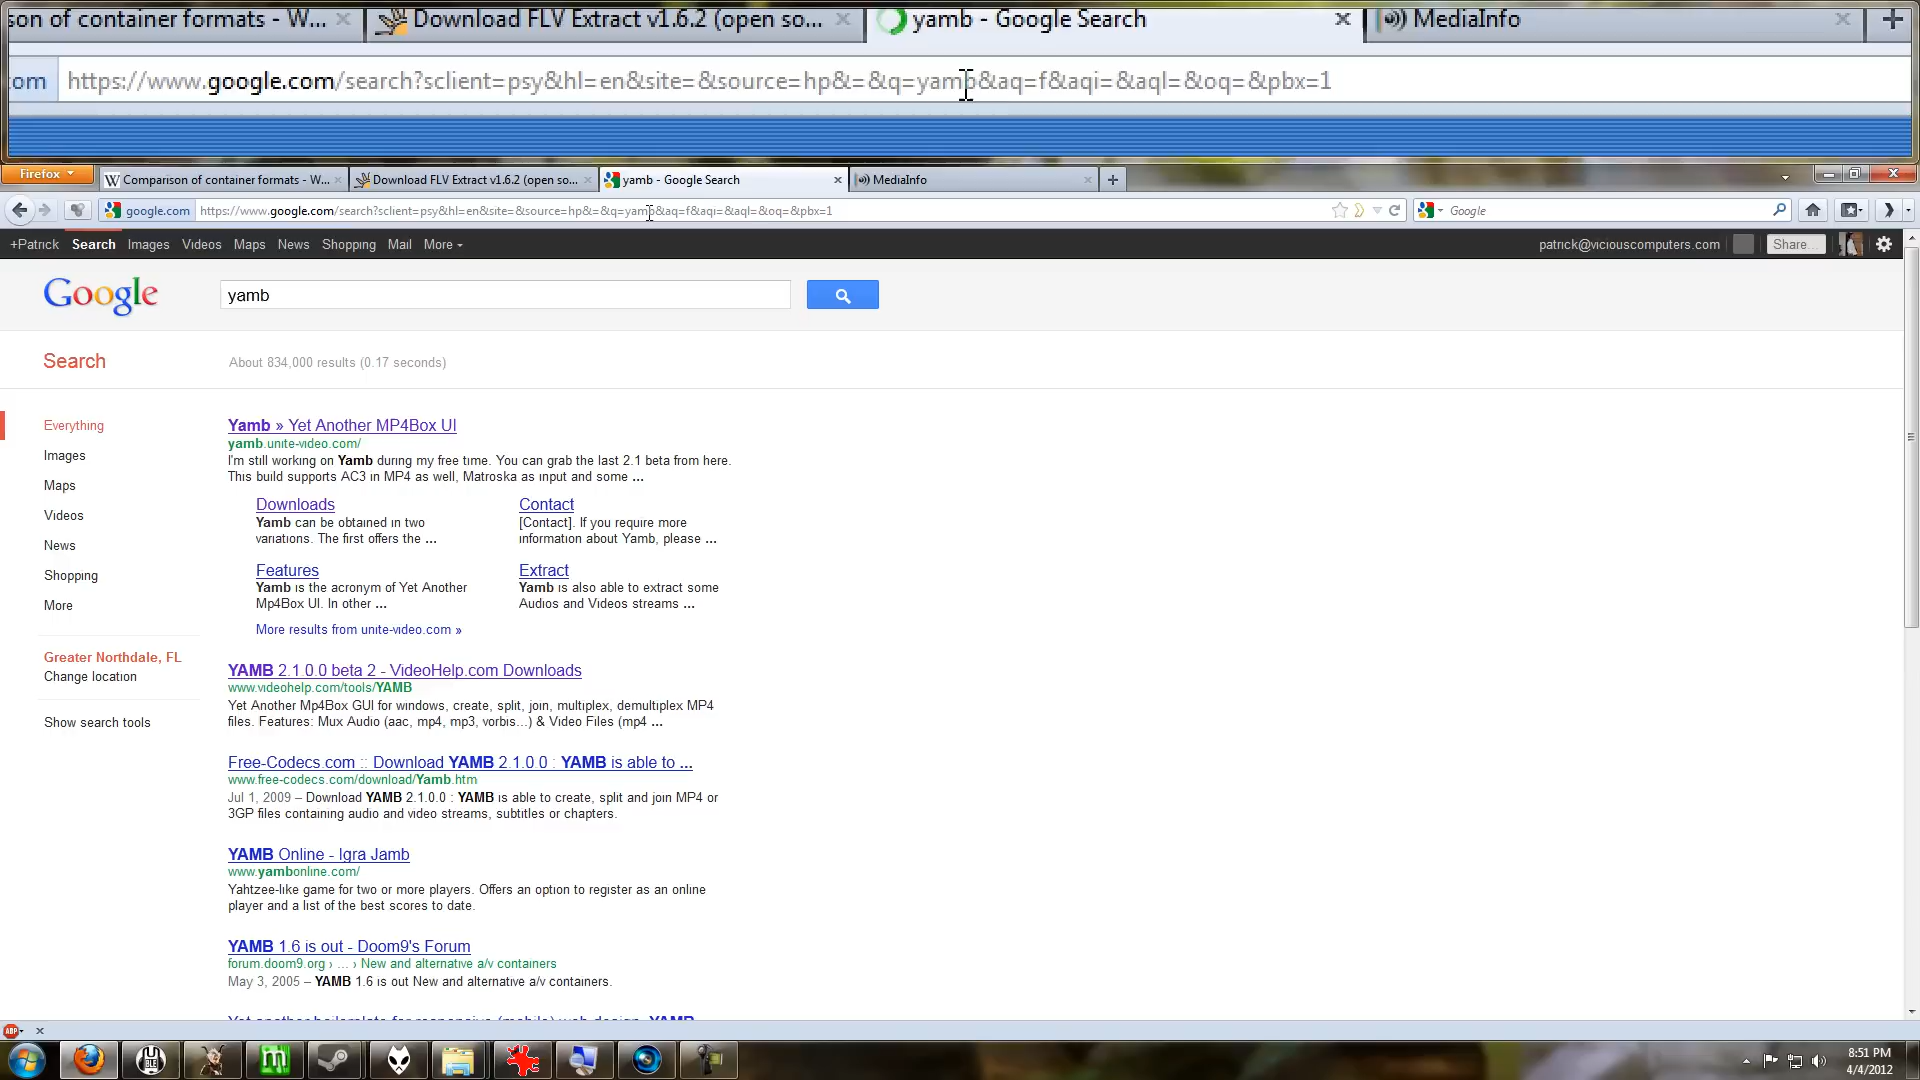 son of container formats - W...
Download FLV Extract v1.6.2 (open so...
yamb - Google Search
MediaInfo
om https://www.google.com/search?sclient=psy&hl=en&site=&source=hp&=&q=yamb&aq=f&aqi=&aql=&oq=&pbx=1
Firefox
W Comparison of container formats - W...
Download FLV Extract v1.6.2 (open so...
yamb - Google Search
MediaInfo
google.com https://www.google.com/search?sclient=psy&hl=en&site=&source=hp&=&q=yamb&aq=f&aqi=&aql=&oq=&pbx=1
Google
+Patrick Search Images Videos Maps News Shopping Mail More
patrick@viciouscomputers.com Share...
Google
yamb
Search
About 834,000 results (0.17 seconds)
Everything
Images
Maps
Videos
News
Shopping
More
Greater Northdale, FL
Change location
Show search tools
Yamb » Yet Another MP4Box UI
yamb.unite-video.com/
I'm still working on Yamb during my free time. You can grab the last 2.1 beta from here.
This build supports AC3 in MP4 as well, Matroska as input and some ...
Downloads
Yamb can be obtained in two
variations. The first offers the ...
Contact
[Contact]. If you require more
information about Yamb, please ...
Features
Yamb is the acronym of Yet Another
Mp4Box UI. In other ...
Extract
Yamb is also able to extract some
Audios and Videos streams ...
More results from unite-video.com »
YAMB 2.1.0.0 beta 2 - VideoHelp.com Downloads
www.videohelp.com/tools/YAMB
Yet Another Mp4Box GUI for windows, create, split, join, multiplex, demultiplex MP4
files. Features: Mux Audio (aac, mp4, mp3, vorbis...) & Video Files (mp4 ...
Free-Codecs.com :: Download YAMB 2.1.0 0 : YAMB is able to ...
www.free-codecs.com/download/Yamb.htm
Jul 1, 2009 – Download YAMB 2.1.0.0 : YAMB is able to create, split and join MP4 or
3GP files containing audio and video streams, subtitles or chapters.
YAMB Online - Igra Jamb
www.yambonline.com/
Yahtzee-like game for two or more players. Offers an option to register as an online
player and a list of the best scores to date.
YAMB 1.6 is out - Doom9's Forum
forum.doom9.org › ... › New and alternative a/v containers
May 3, 2005 – YAMB 1.6 is out New and alternative a/v containers.
Yet another boilerplate for responsive (mobile) web design, YAMB
ABP
8:51 PM
4/4/2012